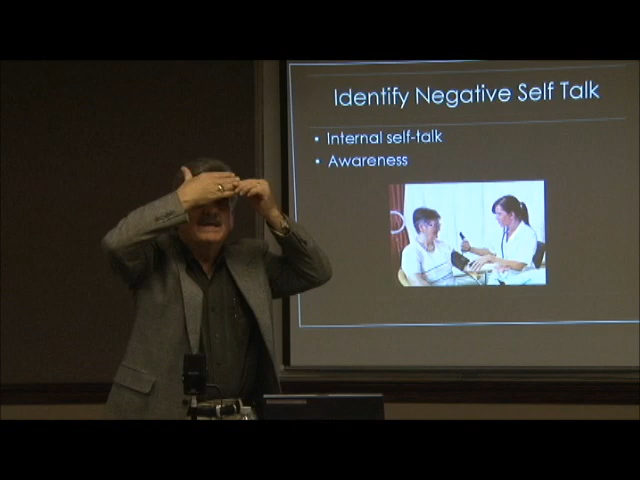 Identify Negative Self Talk
• Internal self-talk
• Awareness